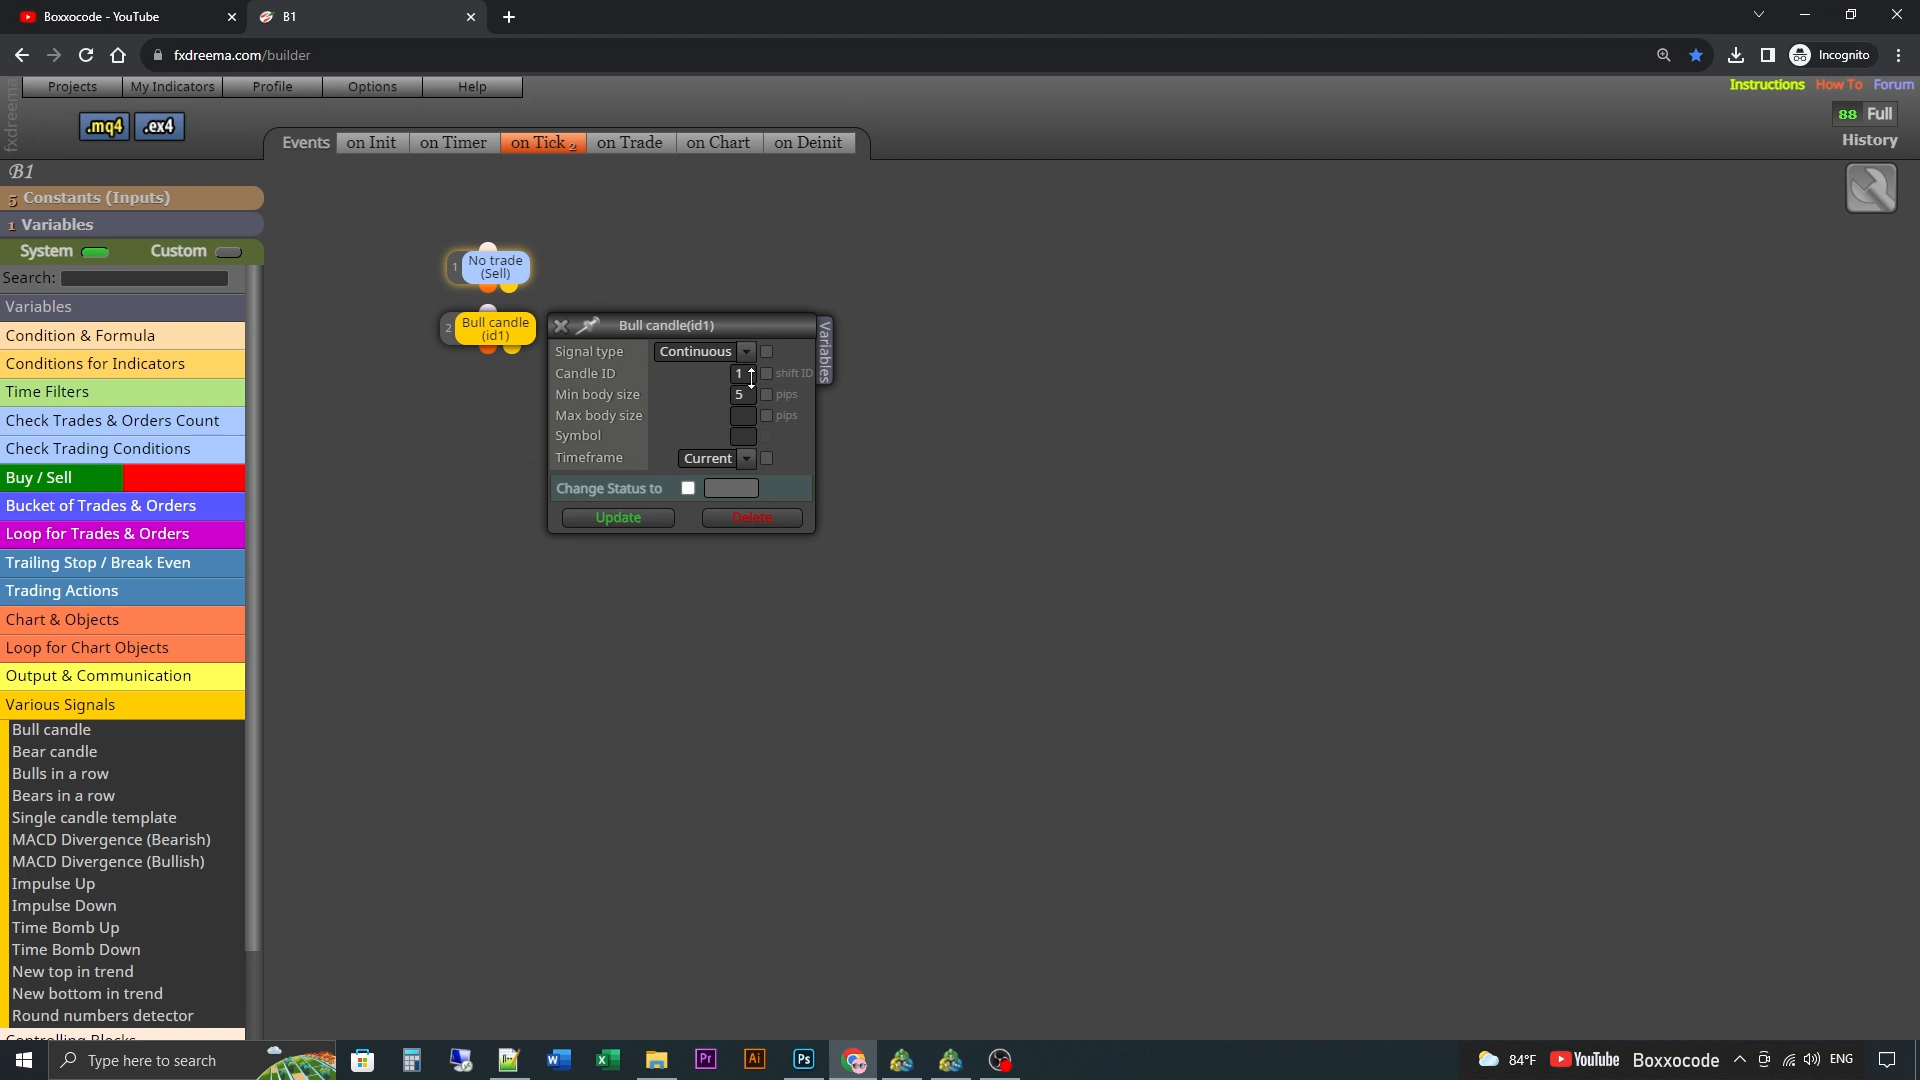 Boxxocode - YouTube
B1
fxdreema.com/builder
Incognito
Projects
My Indicators
Profile
Options
Help
Instructions
How To
Forum
fxdreema
.mq4
.ex4
88 Full
History
Events
on Init
on Timer
on Tick 2
on Trade
on Chart
on Deinit
B1
5 Constants (Inputs)
1 Variables
System
Custom
Search:
Variables
Condition & Formula
Conditions for Indicators
Time Filters
Check Trades & Orders Count
Check Trading Conditions
Buy / Sell
Bucket of Trades & Orders
Loop for Trades & Orders
Trailing Stop / Break Even
Trading Actions
Chart & Objects
Loop for Chart Objects
Output & Communication
Various Signals
Bull candle
Bear candle
Bulls in a row
Bears in a row
Single candle template
MACD Divergence (Bearish)
MACD Divergence (Bullish)
Impulse Up
Impulse Down
Time Bomb Up
Time Bomb Down
New top in trend
New bottom in trend
Round numbers detector
Controlling Blocks
1
No trade
(Sell)
2
Bull candle
(id1)
Bull candle(id1)
Variables
Signal type
Continuous
Candle ID
1
shift ID
Min body size
5
pips
Max body size
pips
Symbol
Timeframe
Current
Change Status to
Update
Delete
Type here to search
Pr
Ai
Ps
84°F
YouTube
Boxxocode
ENG